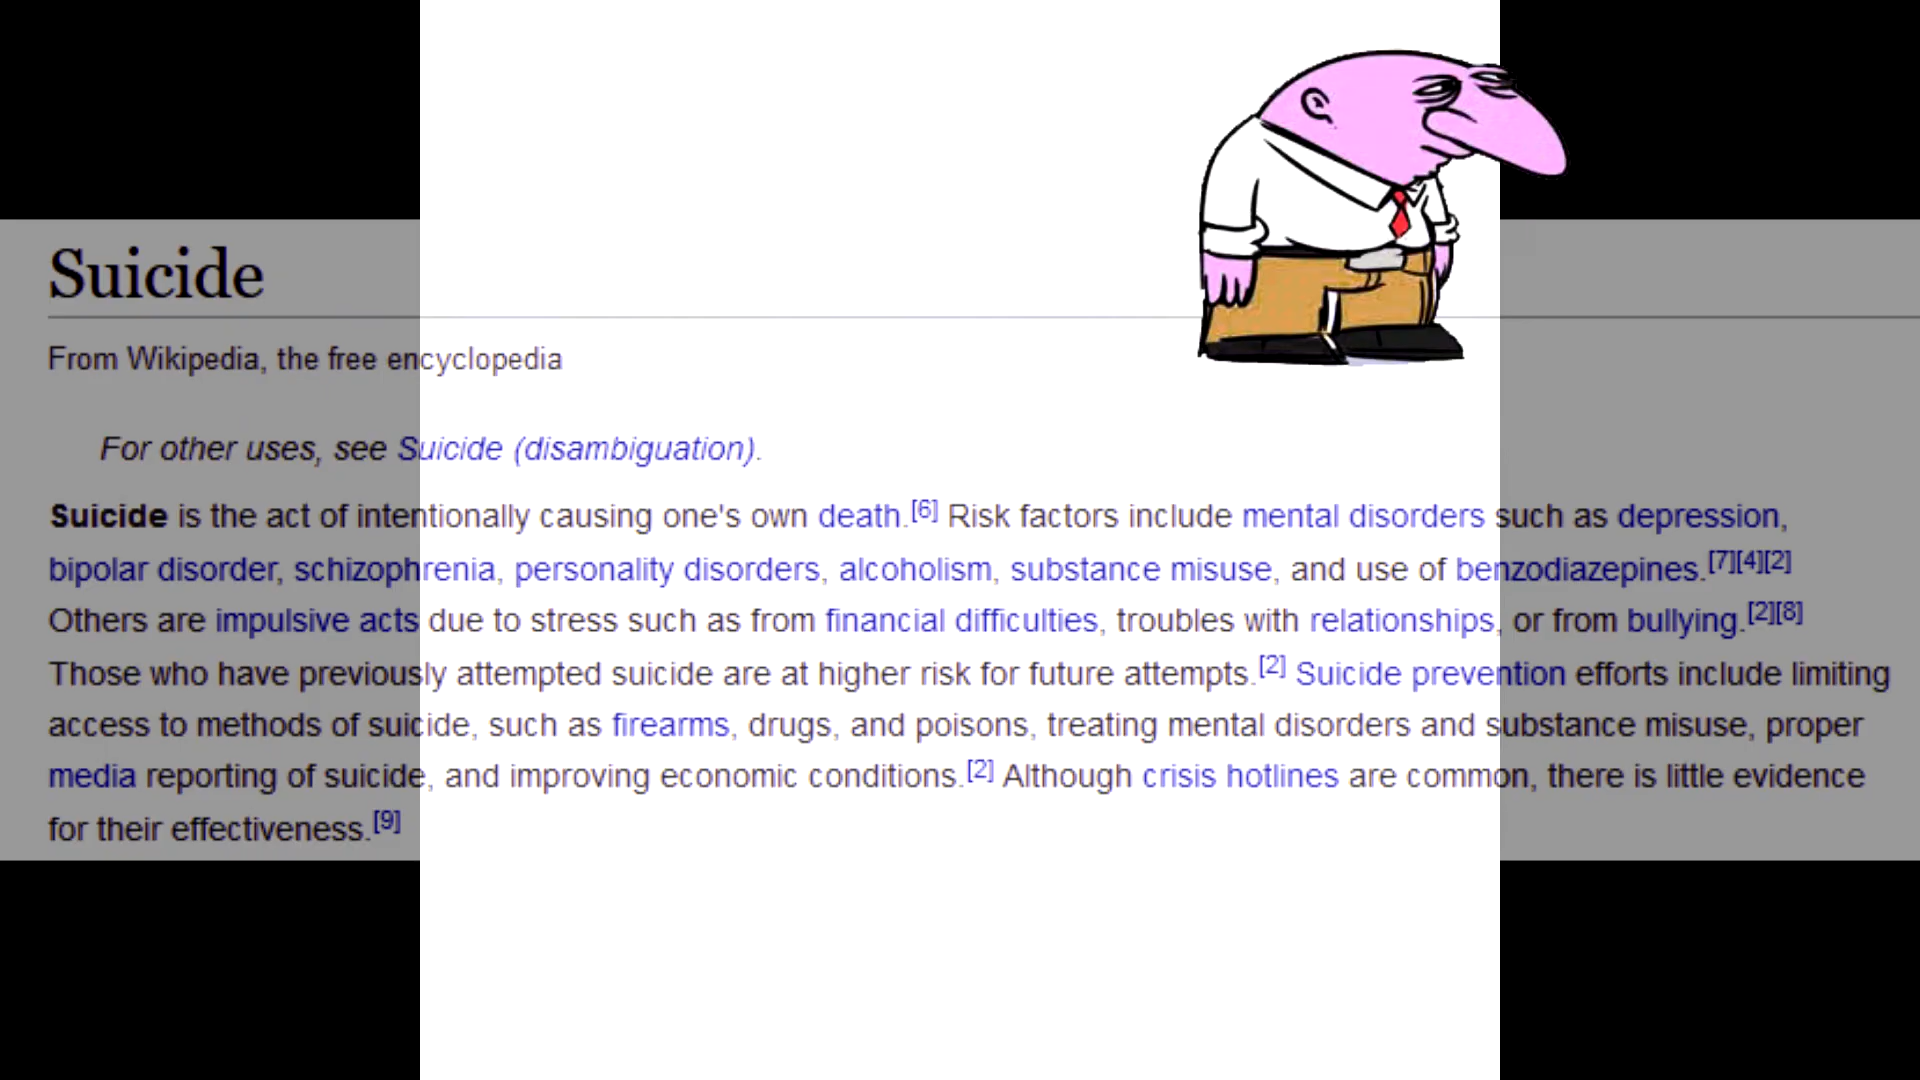 Suicide
From Wikipedia, the free encyclopedia
For other uses, see Suicide (disambiguation).
Suicide is the act of intentionally causing one's own death.[6] Risk factors include mental disorders such as depression,
bipolar disorder, schizophrenia, personality disorders, alcoholism, substance misuse, and use of benzodiazepines.[7][4][2]
Others are impulsive acts due to stress such as from financial difficulties, troubles with relationships, or from bullying.[2][8]
Those who have previously attempted suicide are at higher risk for future attempts.[2] Suicide prevention efforts include limiting
access to methods of suicide, such as firearms, drugs, and poisons, treating mental disorders and substance misuse, proper
media reporting of suicide, and improving economic conditions.[2] Although crisis hotlines are common, there is little evidence
for their effectiveness.[9]